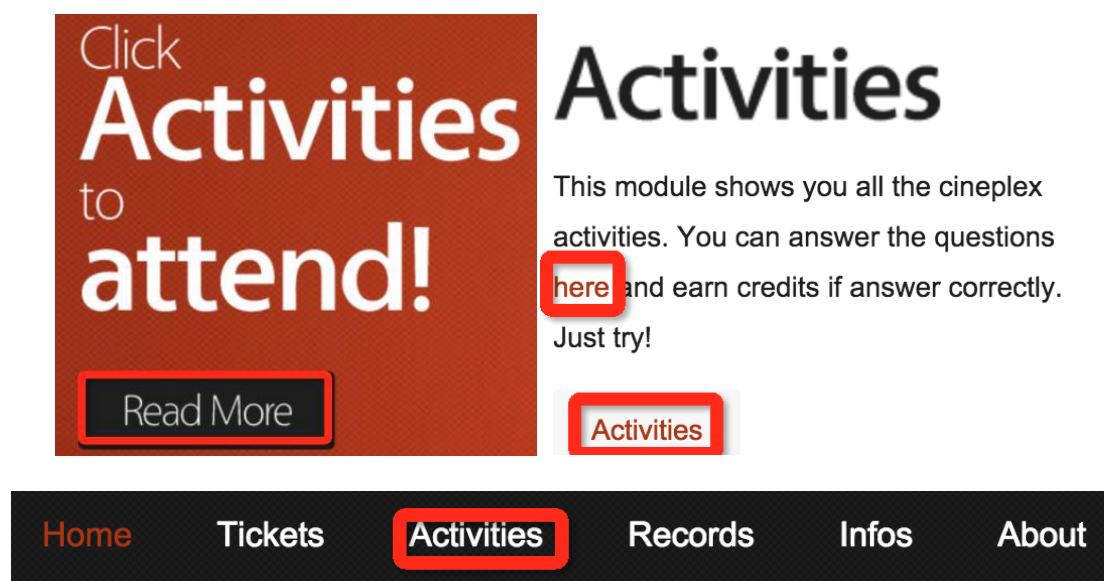 Click
Activities
to
attend!
Read More
Activities
This module shows you all the cineplex
activities. You can answer the questions
here and earn credits if answer correctly.
Just try!
Activities
Home Tickets Activities Records Infos About